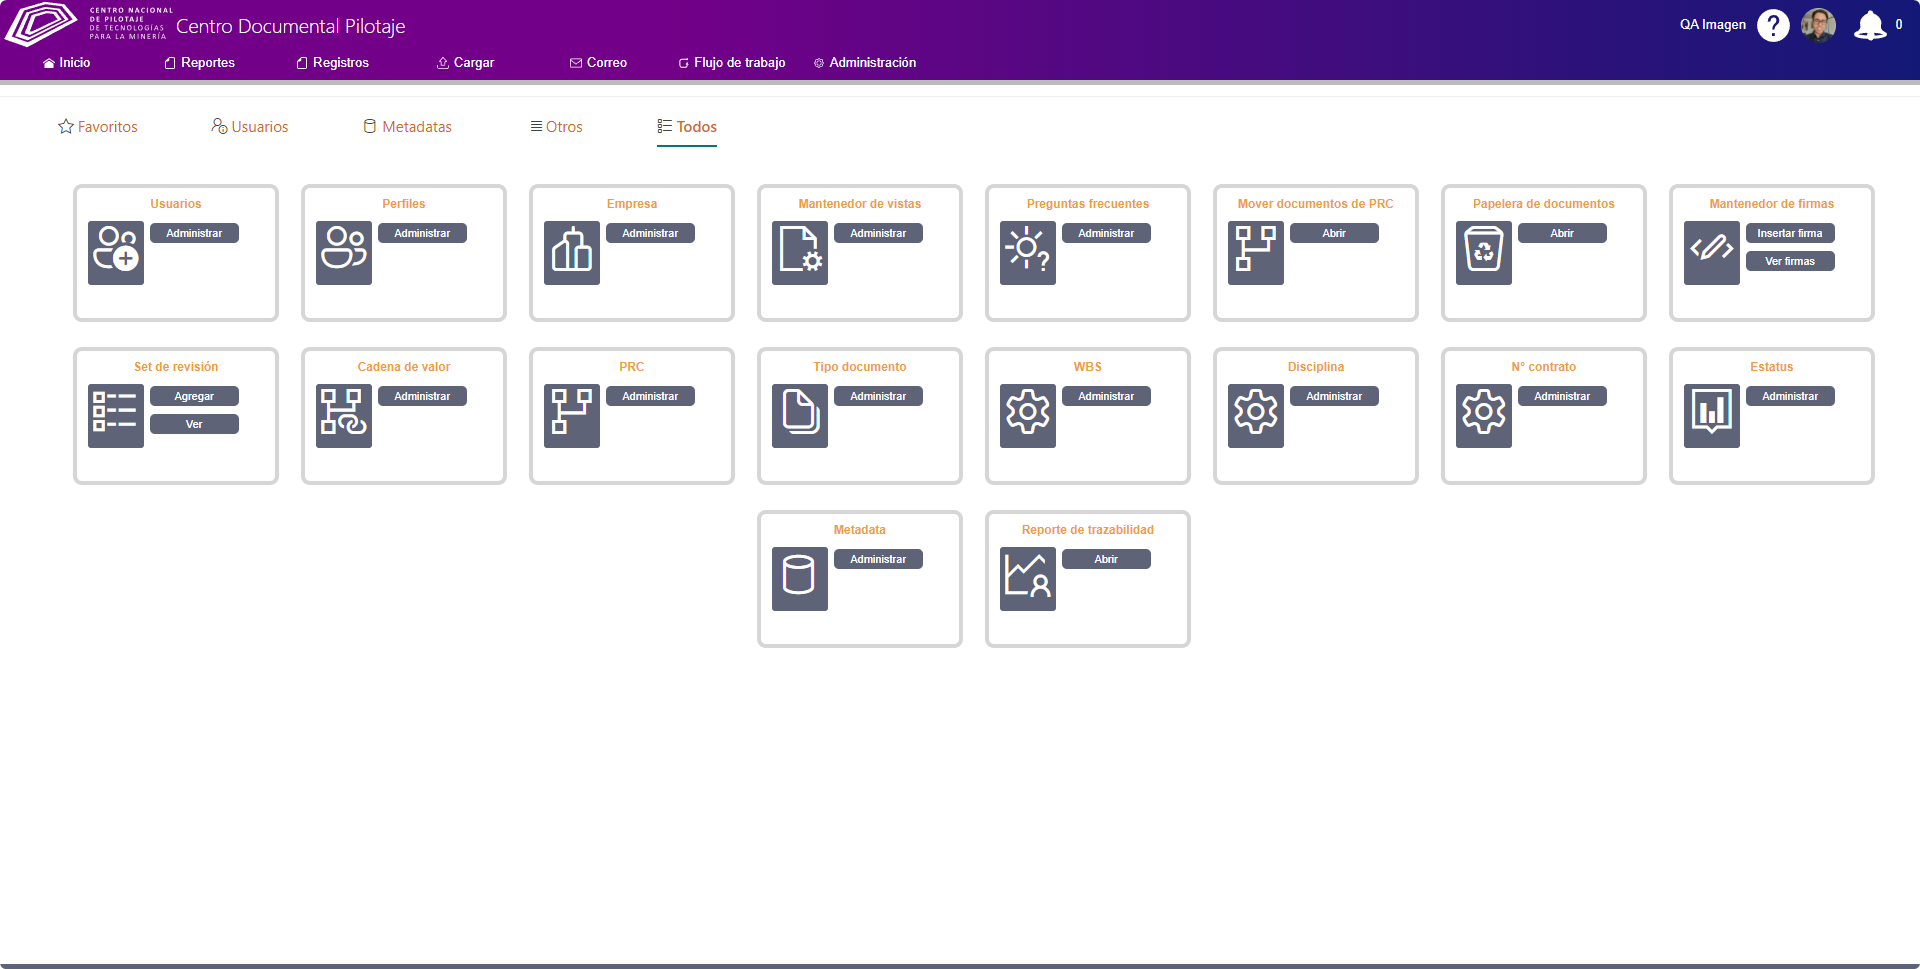 CENTRO NACIONAL
DE PILOTAJE
DE TECNOLOGÍAS
PARA LA MINERÍA
Centro Documental Pilotaje
QA Imagen
?
0
Inicio
Reportes
Registros
Cargar
Correo
Flujo de trabajo
Administración
Favoritos
Usuarios
Metadatas
Otros
Todos
Usuarios
Administrar
Perfiles
Administrar
Empresa
Administrar
Mantenedor de vistas
Administrar
Preguntas frecuentes
Administrar
Mover documentos de PRC
Abrir
Papelera de documentos
Abrir
Mantenedor de firmas
Insertar firma
Ver firmas
Set de revisión
Agregar
Ver
Cadena de valor
Administrar
PRC
Administrar
Tipo documento
Administrar
WBS
Administrar
Disciplina
Administrar
N° contrato
Administrar
Estatus
Administrar
Metadata
Administrar
Reporte de trazabilidad
Abrir